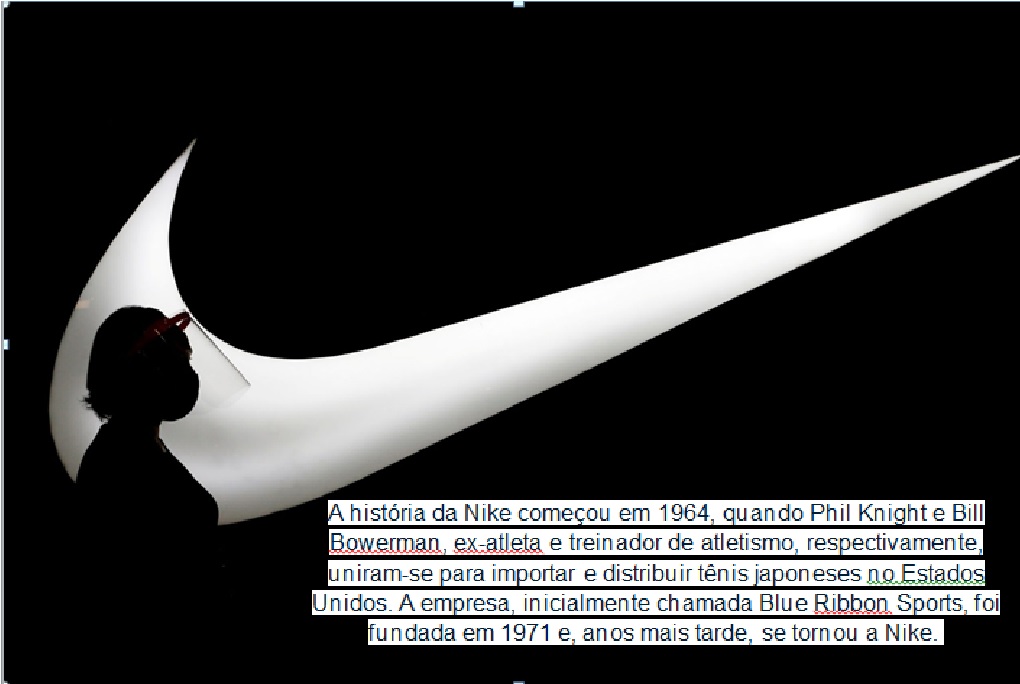 A história da Nike começou em 1964, quando Phil Knight e Bill
Bowerman, ex-atleta e treinador de atletismo, respectivamente,
uniram-se para importar e distribuir tênis japoneses no Estados
Unidos. A empresa, inicialmente chamada Blue Ribbon Sports, foi
fundada em 1971 e, anos mais tarde, se tornou a Nike.